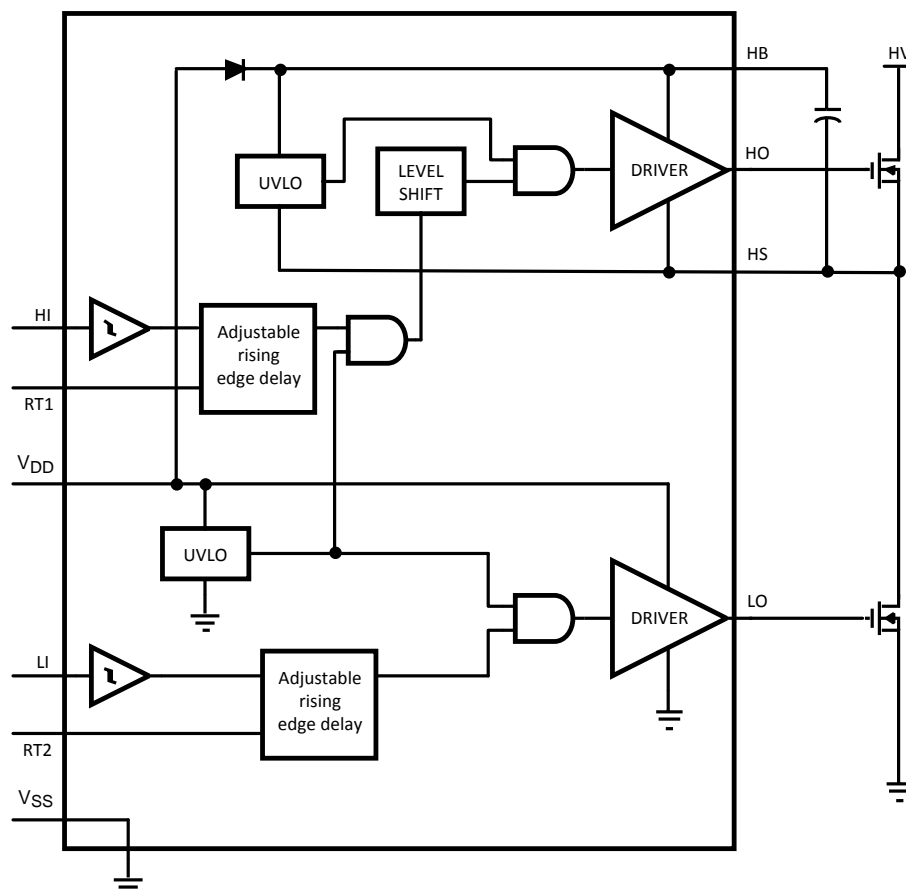 HB
HV
UVLO
LEVEL
SHIFT
DRIVER
HO
HS
HI
Adjustable
rising
edge delay
RT1
VDD
UVLO
DRIVER
LO
LI
Adjustable
rising
edge delay
RT2
VSS